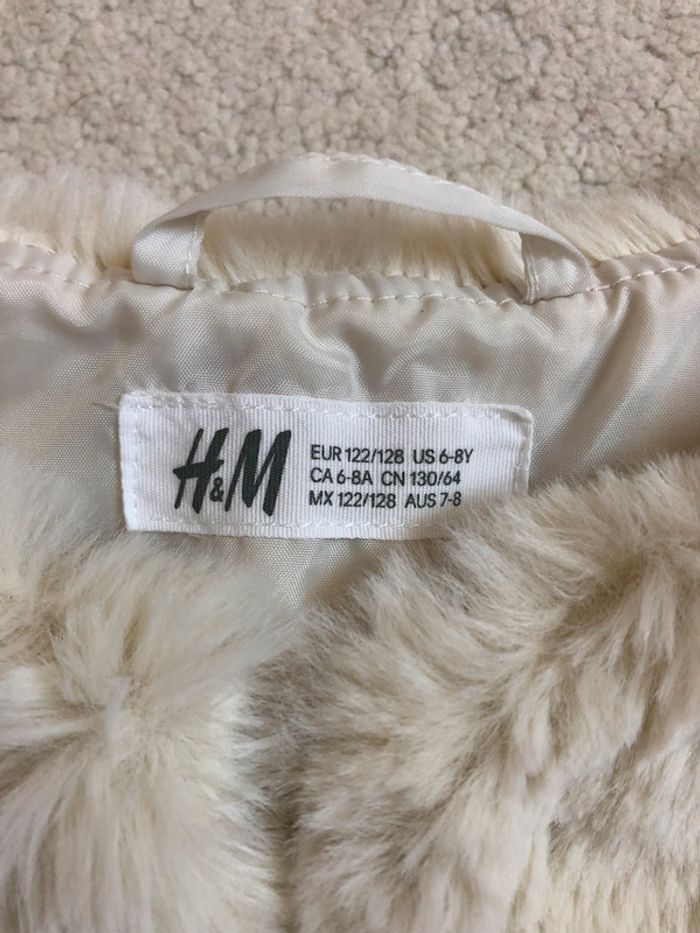 H&M
EUR 122/128 US 6-8Y
CA 6-8A CN 130/64
MX 122/128 AUS 7-8